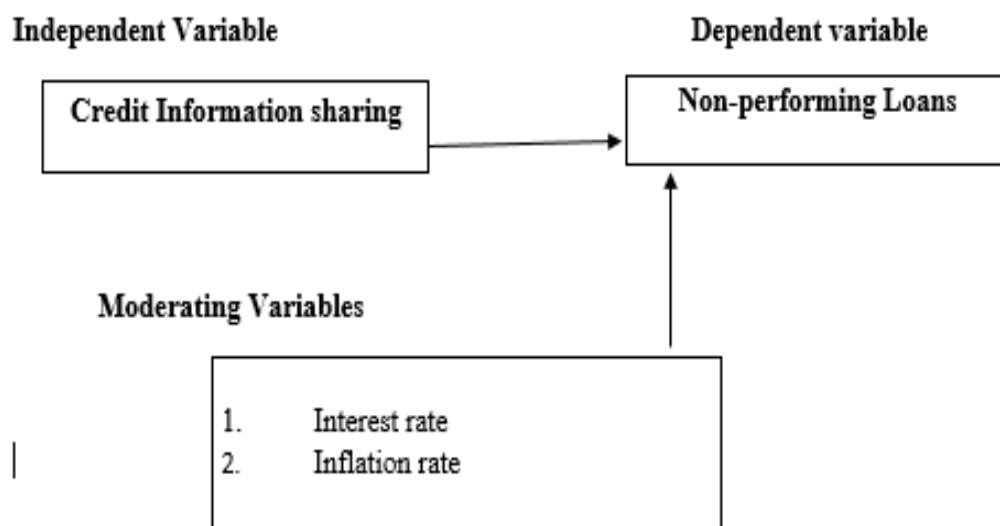 Independent Variable
Dependent variable
Credit Information sharing
Non-performing Loans
Moderating Variables
1. Interest rate
2. Inflation rate